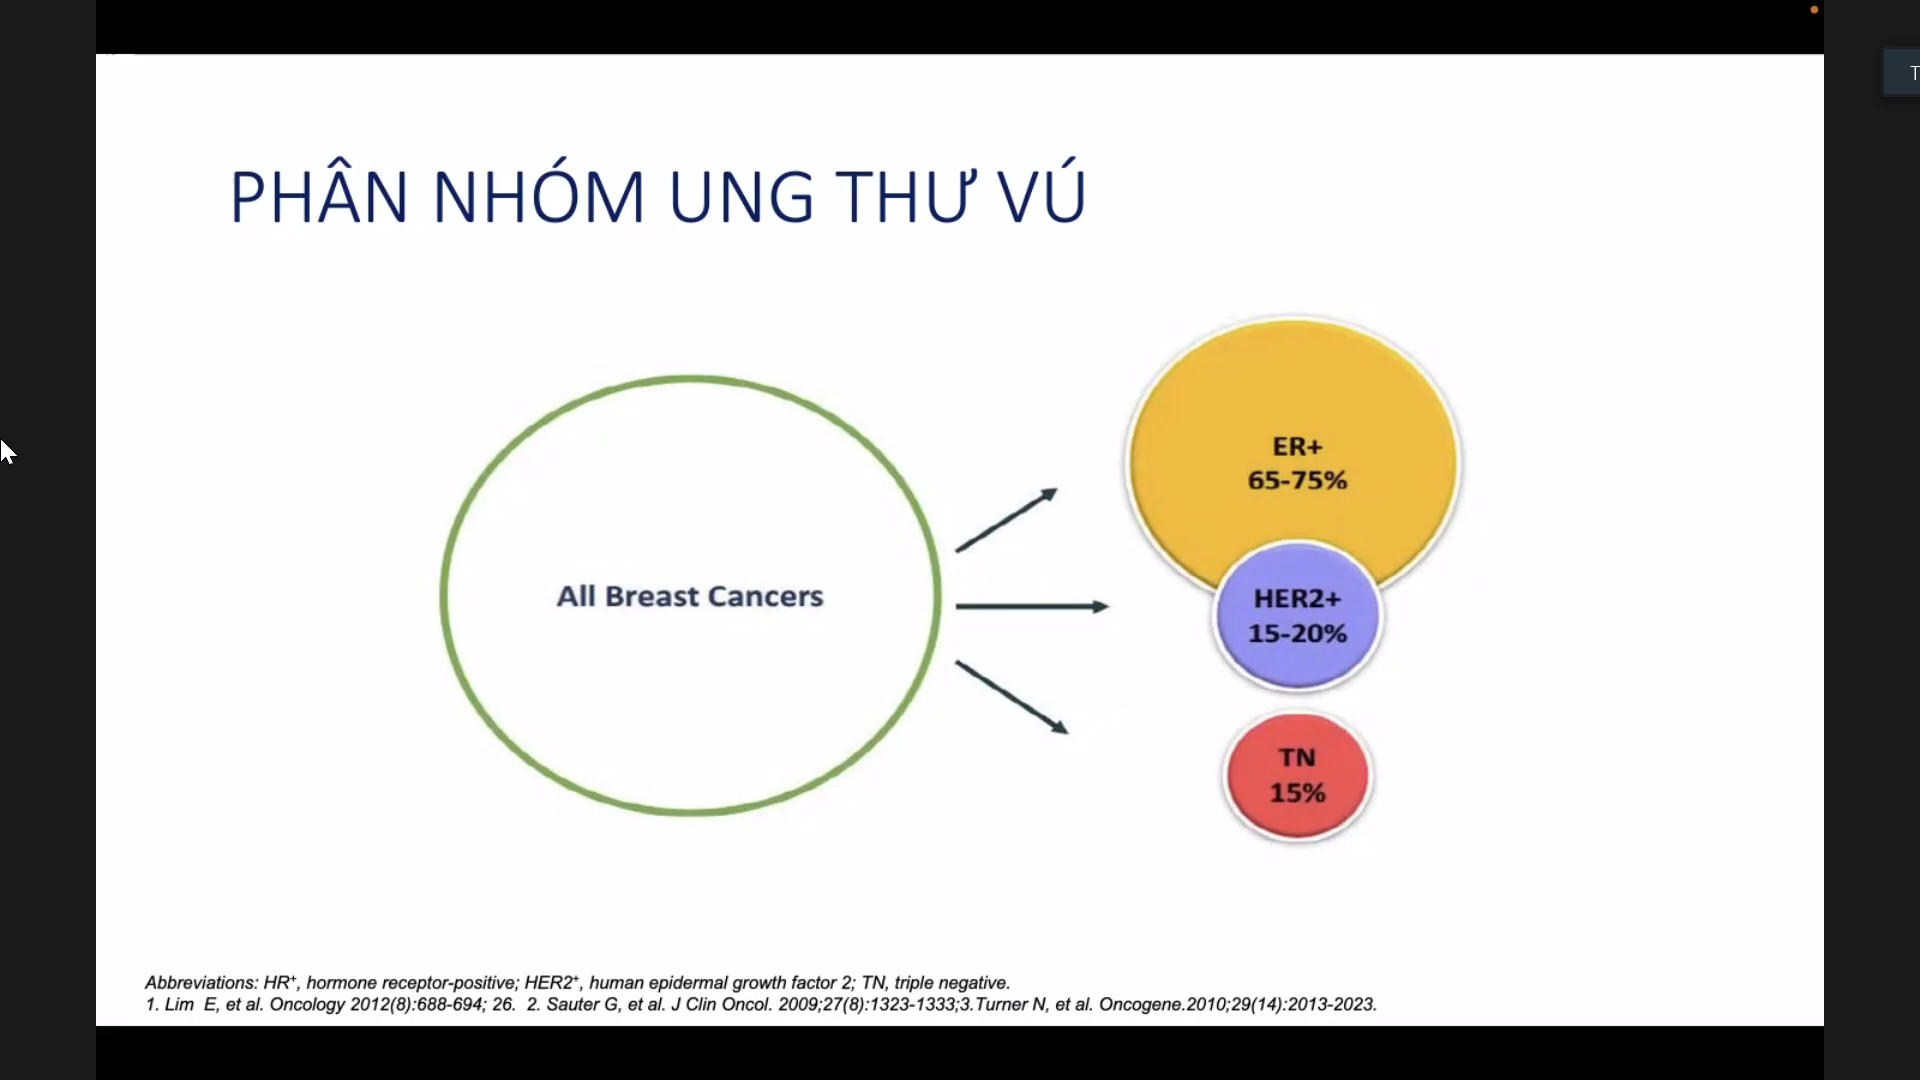 T
PHÂN NHÓM UNG THƯ VÚ
All Breast Cancers
ER+
65-75%
HER2+
15-20%
TN
15%
Abbreviations: HR⁺, hormone receptor-positive; HER2⁺, human epidermal growth factor 2; TN, triple negative.
1. Lim E, et al. Oncology 2012(8):688-694; 26. 2. Sauter G, et al. J Clin Oncol. 2009;27(8):1323-1333;3.Turner N, et al. Oncogene.2010;29(14):2013-2023.